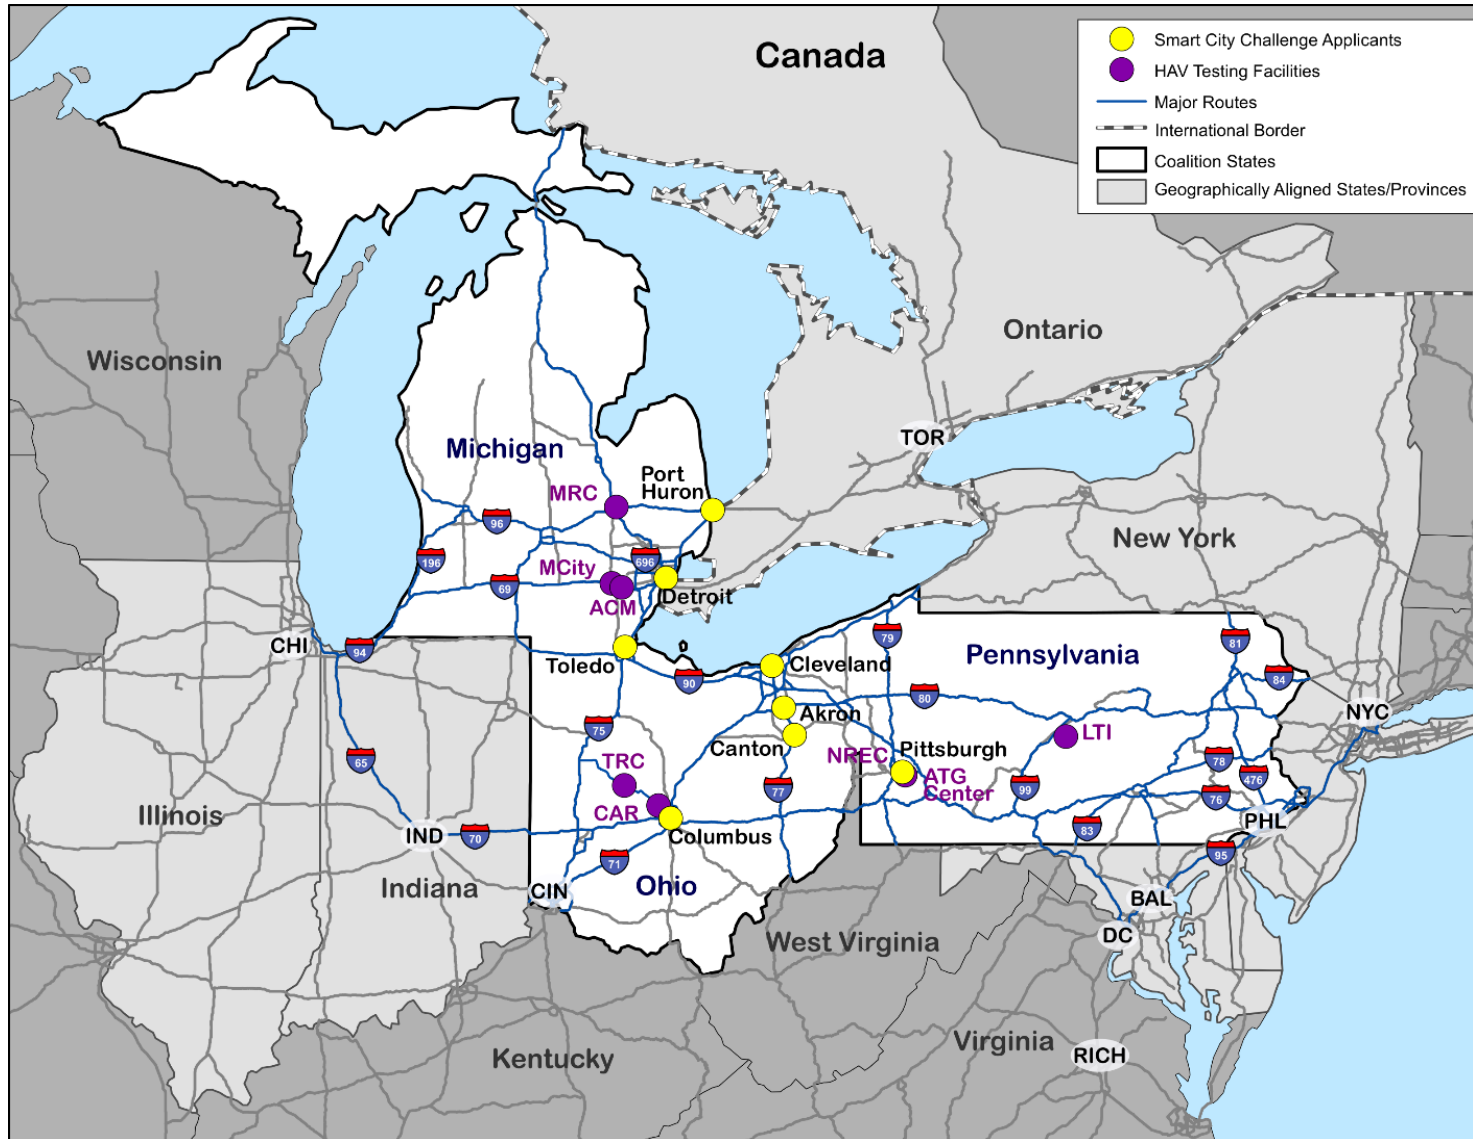 Canada
Smart City Challenge Applicants
HAV Testing Facilities
Major Routes
International Border
Coalition States
Geographically Aligned States/Provinces
Ontario
Wisconsin
TOR
Michigan
Port
Huron
MRC
96
196
696
New York
MCity
69
Detroit
ACM
CHI
94
79
81
Toledo
Cleveland
Pennsylvania
90
84
80
Akron
NYC
75
Canton
Pittsburgh
LTI
65
TRC
NREC
ATG
Center
78
476
77
99
76
Illinois
CAR
PHL
IND
70
Columbus
83
95
71
Indiana
CIN
Ohio
BAL
West Virginia
DC
Kentucky
Virginia
RICH